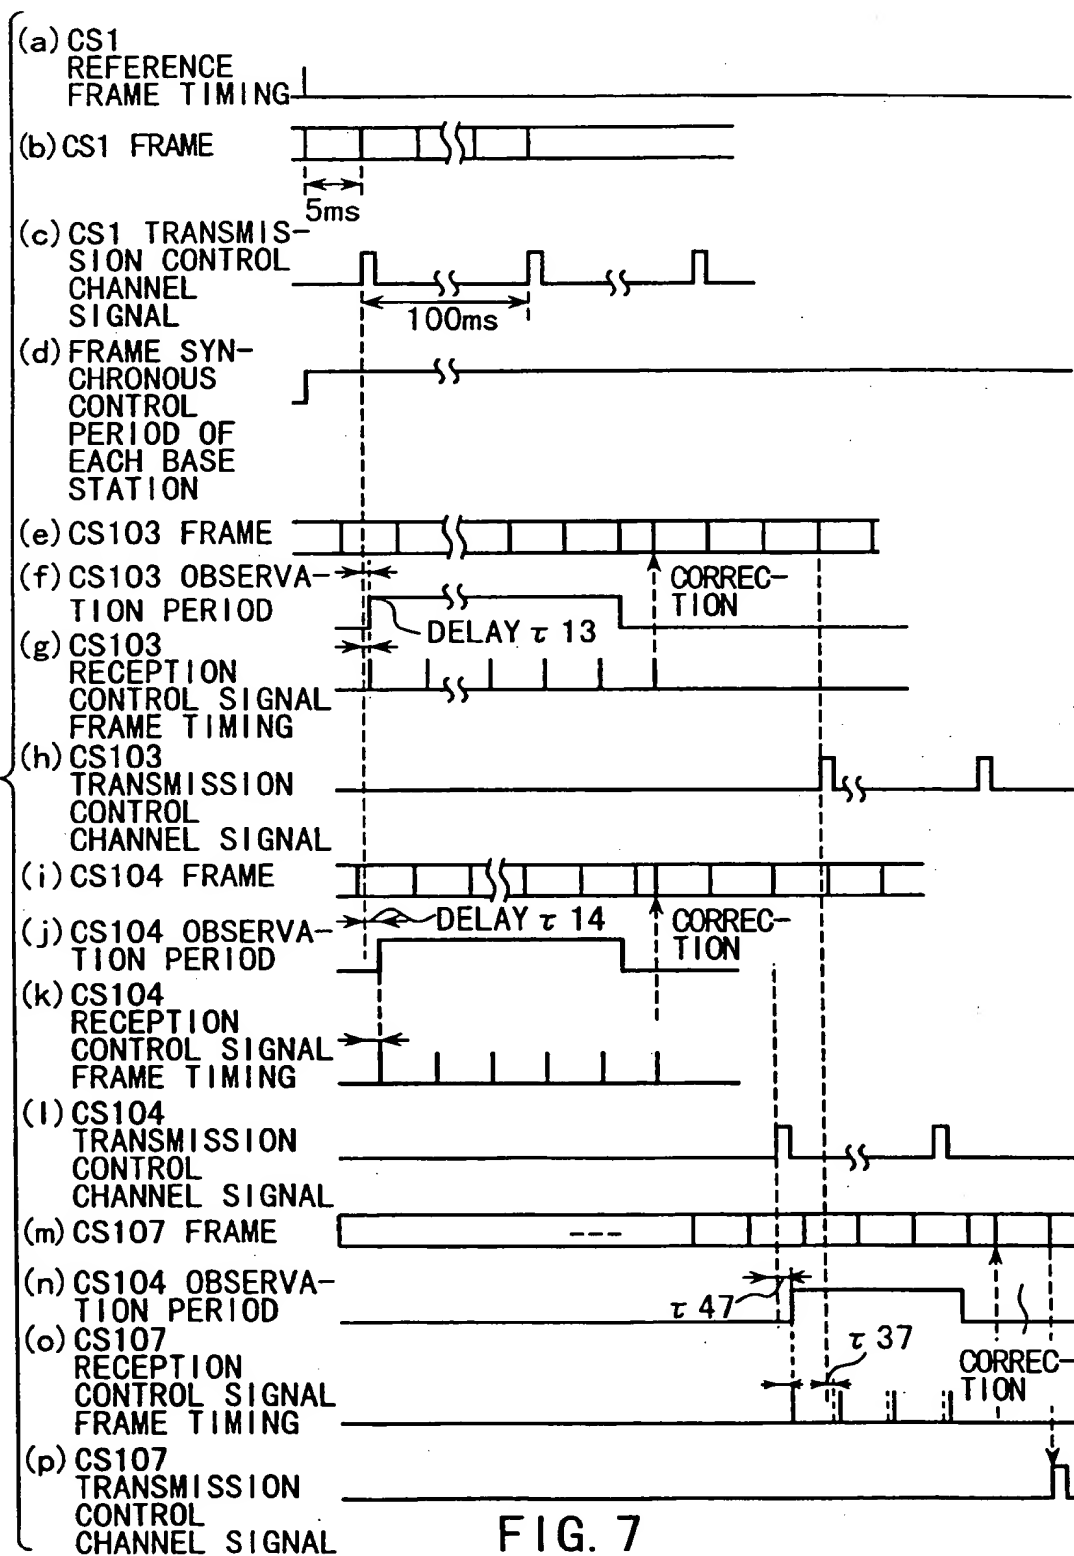 (a) CS1
REFERENCE
FRAME TIMING
(b) CS1 FRAME
5ms
(c) CS1 TRANSMIS-
SION CONTROL
CHANNEL
SIGNAL
100ms
(d) FRAME SYN-
CHRONOUS
CONTROL
PERIOD OF
EACH BASE
STATION
(e) CS103 FRAME
(f) CS103 OBSERVA-
TION PERIOD
CORREC-
TION
DELAY τ 13
(g) CS103
RECEPTION
CONTROL SIGNAL
FRAME TIMING
(h) CS103
TRANSMISSION
CONTROL
CHANNEL SIGNAL
(i) CS104 FRAME
DELAY τ 14
CORREC-
TION
(j) CS104 OBSERVA-
TION PERIOD
(k) CS104
RECEPTION
CONTROL SIGNAL
FRAME TIMING
(l) CS104
TRANSMISSION
CONTROL
CHANNEL SIGNAL
(m) CS107 FRAME
(n) CS104 OBSERVA-
TION PERIOD
τ 47
(o) CS107
RECEPTION
CONTROL SIGNAL
FRAME TIMING
τ 37
CORREC-
TION
(p) CS107
TRANSMISSION
CONTROL
CHANNEL SIGNAL
FIG. 7